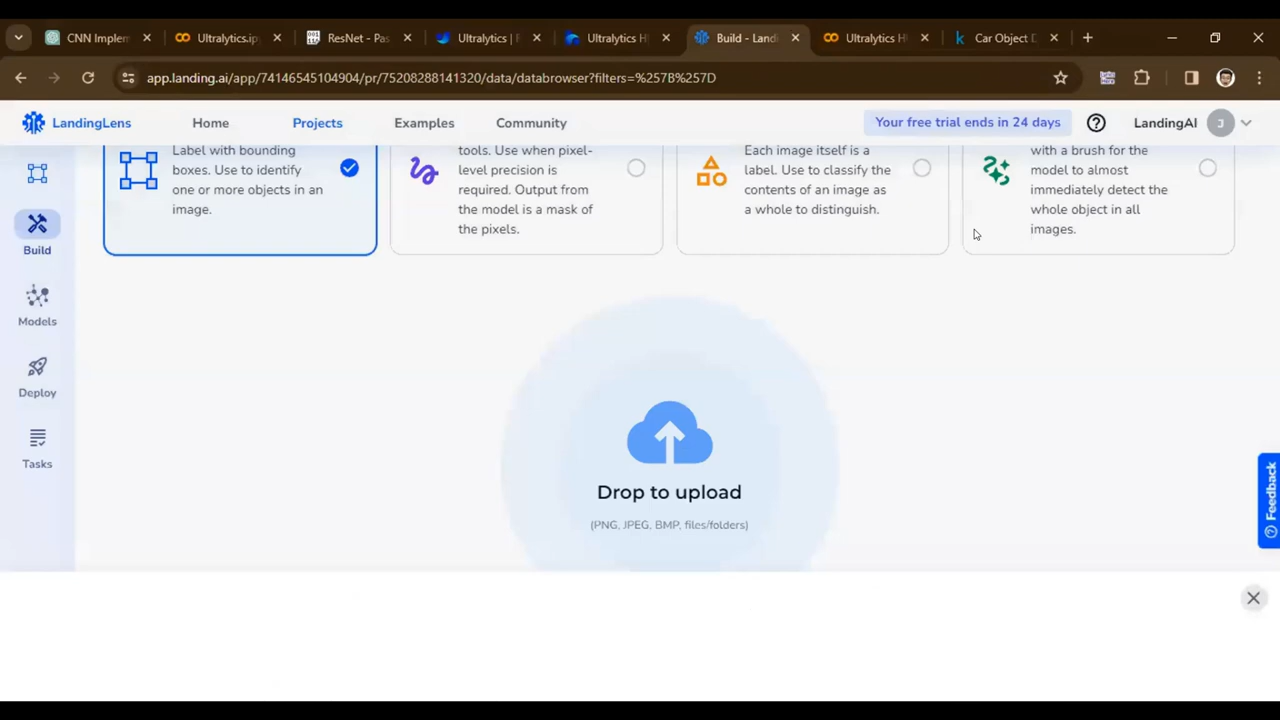 CNN Implem
Ultralytics.ip
ResNet - Pas
Ultralytics | F
Ultralytics H
Build - Landi
Ultralytics H
Car Object D
app.landing.ai/app/74146545104904/pr/75208288141320/data/databrowser?filters=%257B%257D
LandingLens
Home
Projects
Examples
Community
Your free trial ends in 24 days
LandingAI
J
Build
Models
Deploy
Tasks
Label with bounding
boxes. Use to identify
one or more objects in an
image.
tools. Use when pixel-
level precision is
required. Output from
the model is a mask of
the pixels.
Each image itself is a
label. Use to classify the
contents of an image as
a whole to distinguish.
with a brush for the
model to almost
immediately detect the
whole object in all
images.
Drop to upload
(PNG, JPEG, BMP, files/folders)
Feedback